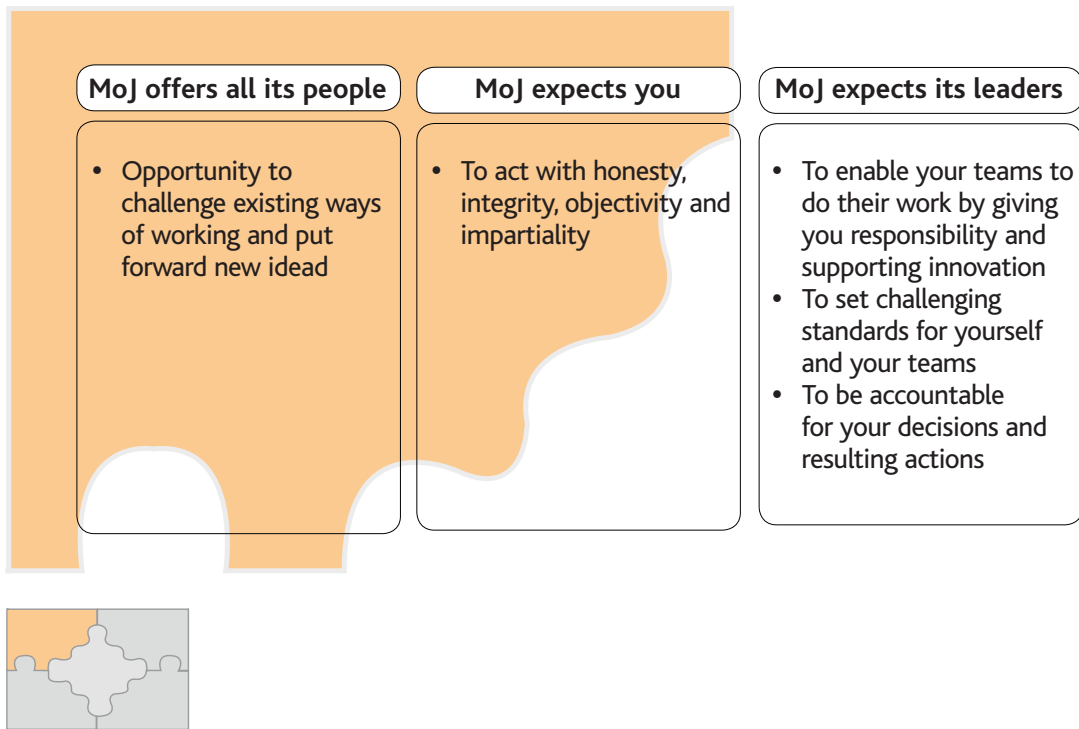 MoJ offers all its people
• Opportunity to
challenge existing ways
of working and put
forward new idead
MoJ expects you
• To act with honesty,
integrity, objectivity and
impartiality
MoJ expects its leaders
• To enable your teams to
do their work by giving
you responsibility and
supporting innovation
• To set challenging
standards for yourself
and your teams
• To be accountable
for your decisions and
resulting actions